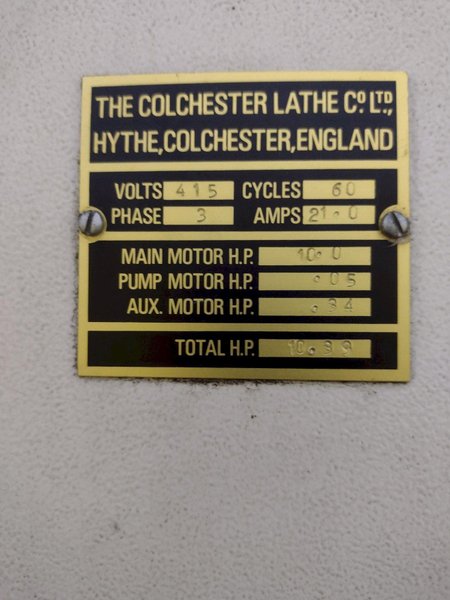 THE COLCHESTER LATHE Cº LTD.,
HYTHE, COLCHESTER, ENGLAND
VOLTS 415 CYCLES 60
PHASE 3 AMPS 21.0
MAIN MOTOR H.P. 10.0
PUMP MOTOR H.P. .05
AUX. MOTOR H.P. .34
TOTAL H.P. 10.39